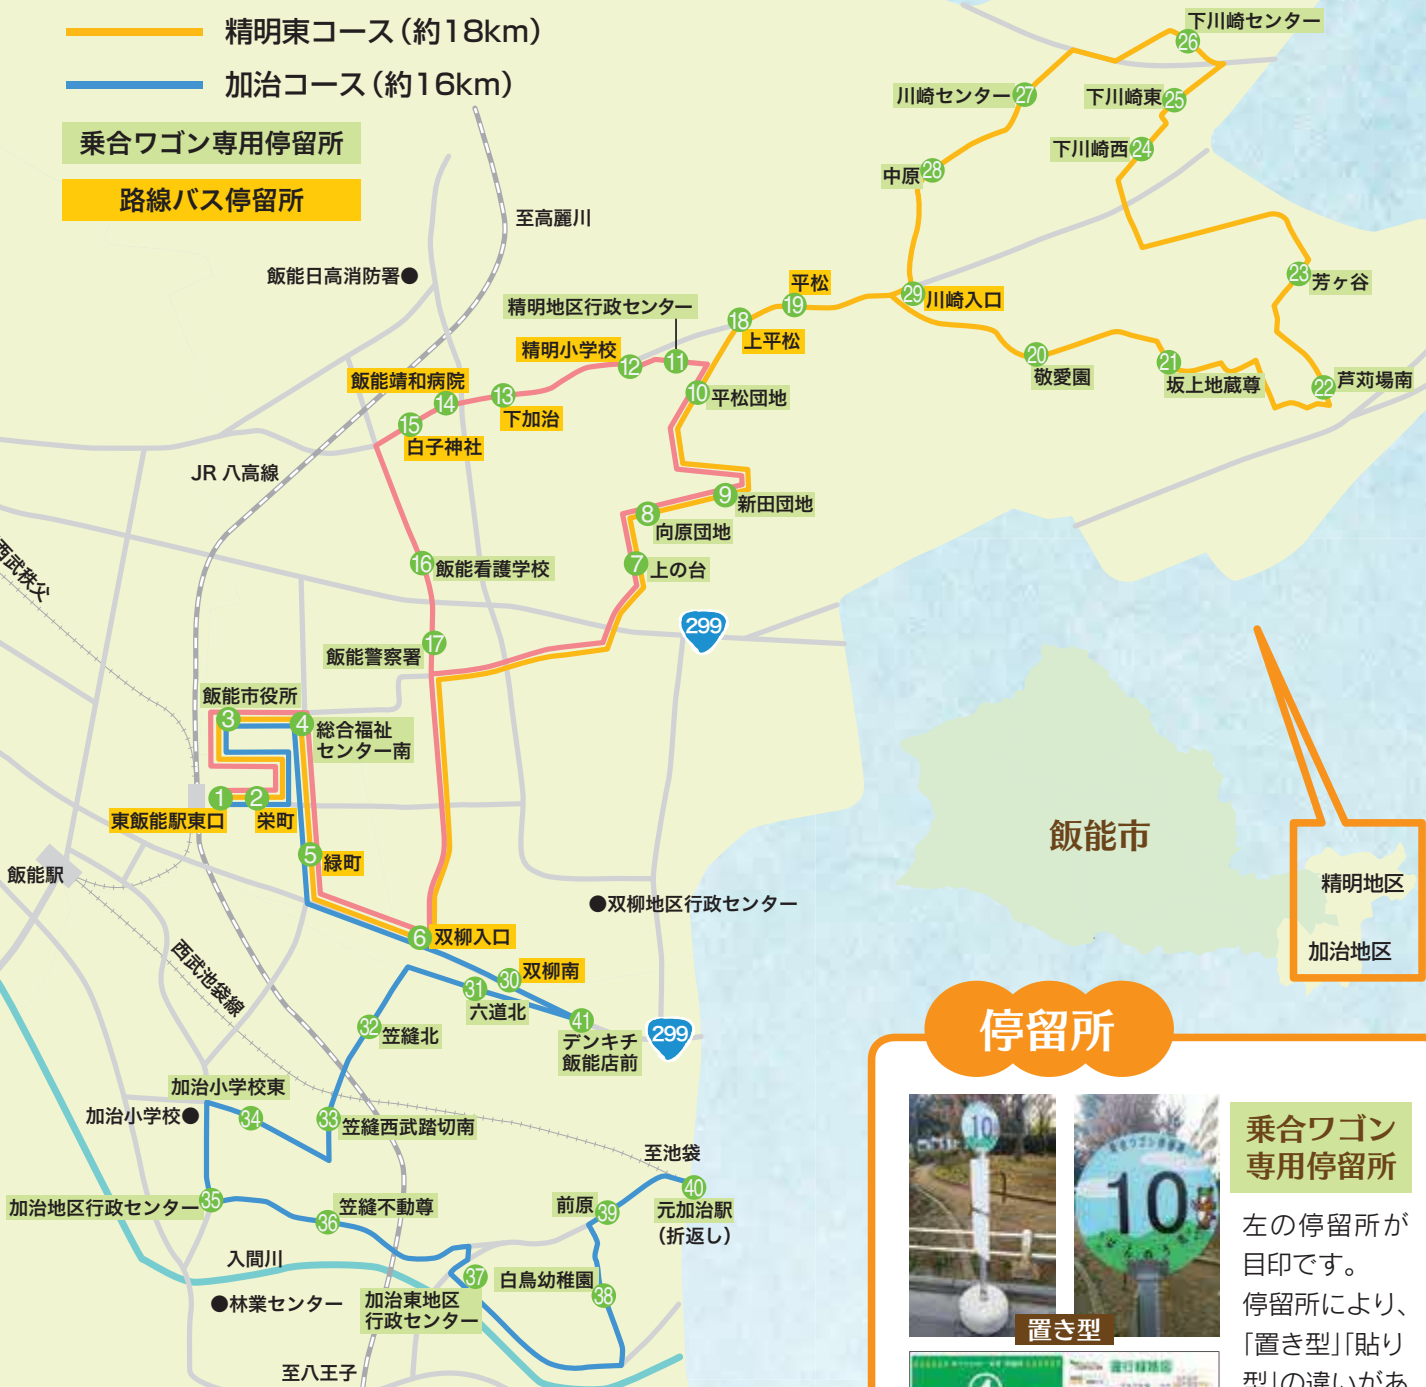 精明東コース（約18km）
加治コース（約16km）
乗合ワゴン専用停留所
路線バス停留所
至高麗川
飯能日高消防署●
精明地区行政センター
精明小学校
12
11
飯能靖和病院
14
13
下加治
15
白子神社
JR 八高線
西武秩父
16
飯能看護学校
17
飯能警察署
10
平松団地
9
新田団地
8
向原団地
7
上の台
299
18
上平松
平松
19
29
川崎入口
中原
28
川崎センター
27
下川崎センター
26
下川崎東
25
下川崎西
24
23
芳ヶ谷
20
敬愛園
21
坂上地蔵尊
22
芦苅場南
飯能市役所
3
4
総合福祉
センター南
1
2
東飯能駅東口
栄町
5
緑町
飯能駅
6
双柳入口
●双柳地区行政センター
西武池袋線
30
双柳南
31
六道北
41
デンキチ
飯能店前
299
32
笠縫北
加治小学校東
加治小学校●
34
33
笠縫西武踏切南
至池袋
加治地区行政センター
35
笠縫不動尊
36
前原
39
40
元加治駅
（折返し）
入間川
37
白鳥幼稚園
38
●林業センター
加治東地区
行政センター
至八王子
飯能市
精明地区
加治地区
停留所
10
10
置き型
乗合ワゴン
専用停留所
左の停留所が
目印です。
停留所により、
「置き型」「貼り
型」の違いがあ
運行経路図